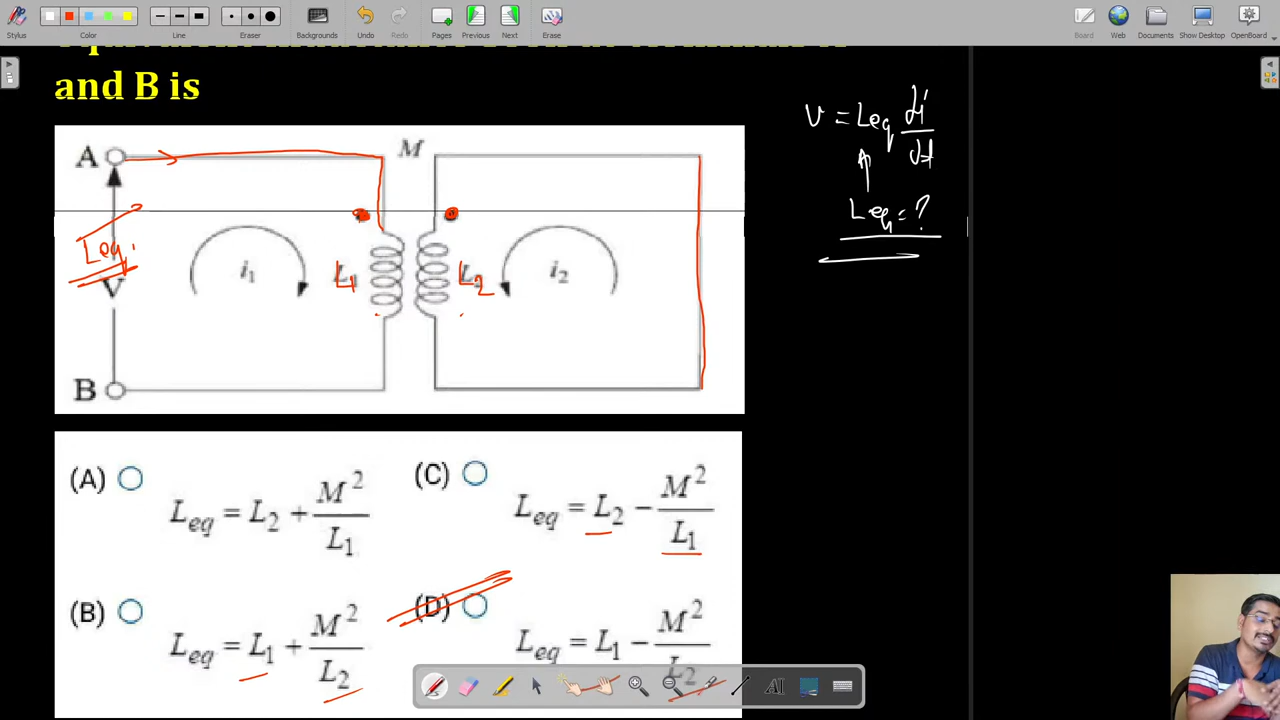 Stylus Color Line Eraser Backgrounds Undo Pages Previous Next Erase Board Web Documents Show Desktop OpenBoard
and B is
V = Leq di/dt
Leq = ?
A M
Leq
V i₁ L₁ L₂ i₂
B
(A) Leq = L₂ + M²/L₁
(C) Leq = L₂ − M²/L₁
(B) Leq = L₁ + M²/L₂
(D) Leq = L₁ − M²/L₂
AI